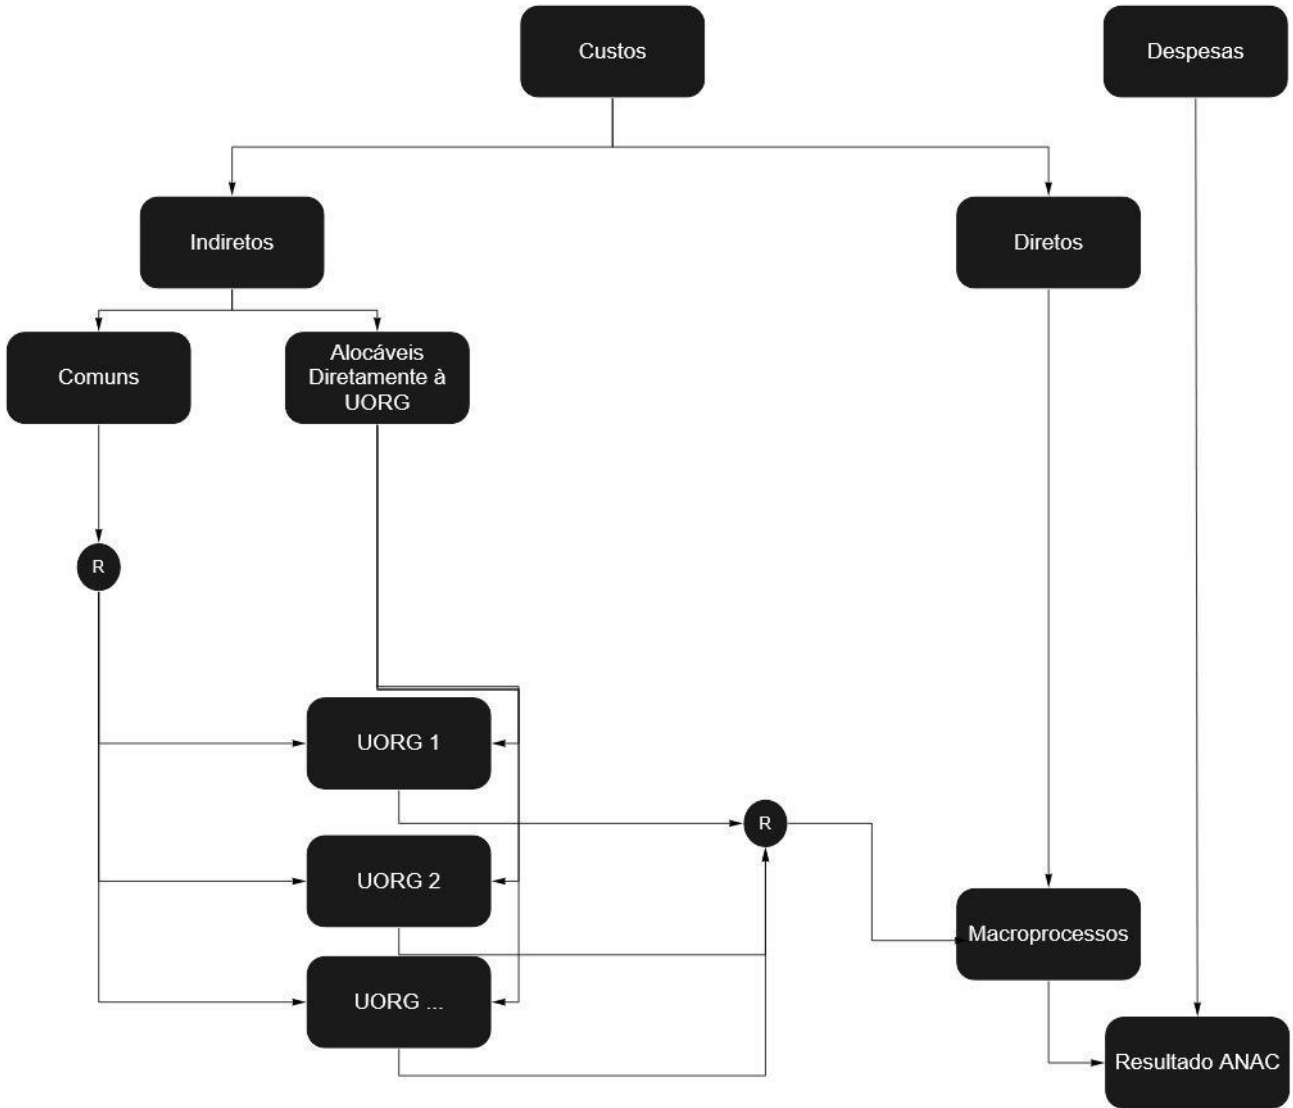 Custos
Despesas
Indiretos
Diretos
Comuns
Alocáveis
Diretamente à
UORG
R
UORG 1
R
UORG 2
Macroprocessos
UORG ...
Resultado ANAC